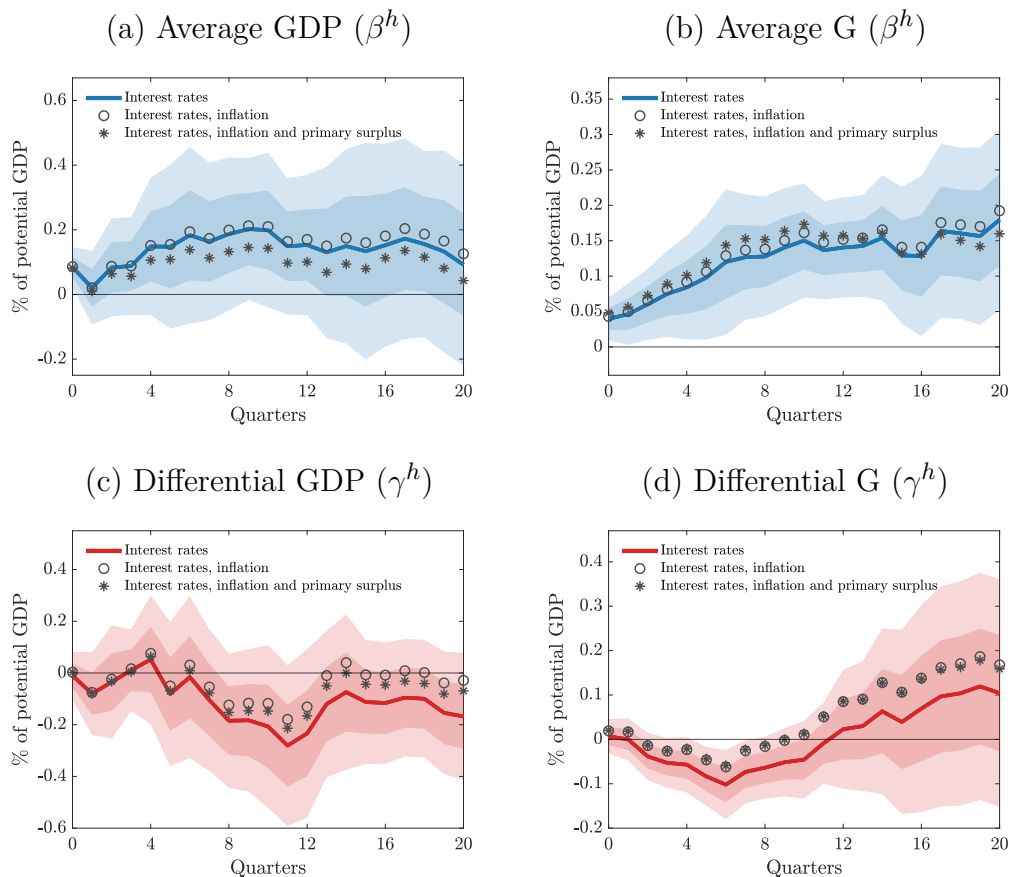 (a) Average GDP (β^h)
% of potential GDP
0.6
0.4
0.2
0
-0.2
Interest rates
Interest rates, inflation
Interest rates, inflation and primary surplus
0 4 8 12 16 20
Quarters
(b) Average G (β^h)
% of potential GDP
0.35
0.3
0.25
0.2
0.15
0.1
0.05
0
Interest rates
Interest rates, inflation
Interest rates, inflation and primary surplus
0 4 8 12 16 20
Quarters
(c) Differential GDP (γ^h)
% of potential GDP
0.4
0.2
0
-0.2
-0.4
-0.6
Interest rates
Interest rates, inflation
Interest rates, inflation and primary surplus
0 4 8 12 16 20
Quarters
(d) Differential G (γ^h)
% of potential GDP
0.4
0.3
0.2
0.1
0
-0.1
-0.2
Interest rates
Interest rates, inflation
Interest rates, inflation and primary surplus
0 4 8 12 16 20
Quarters